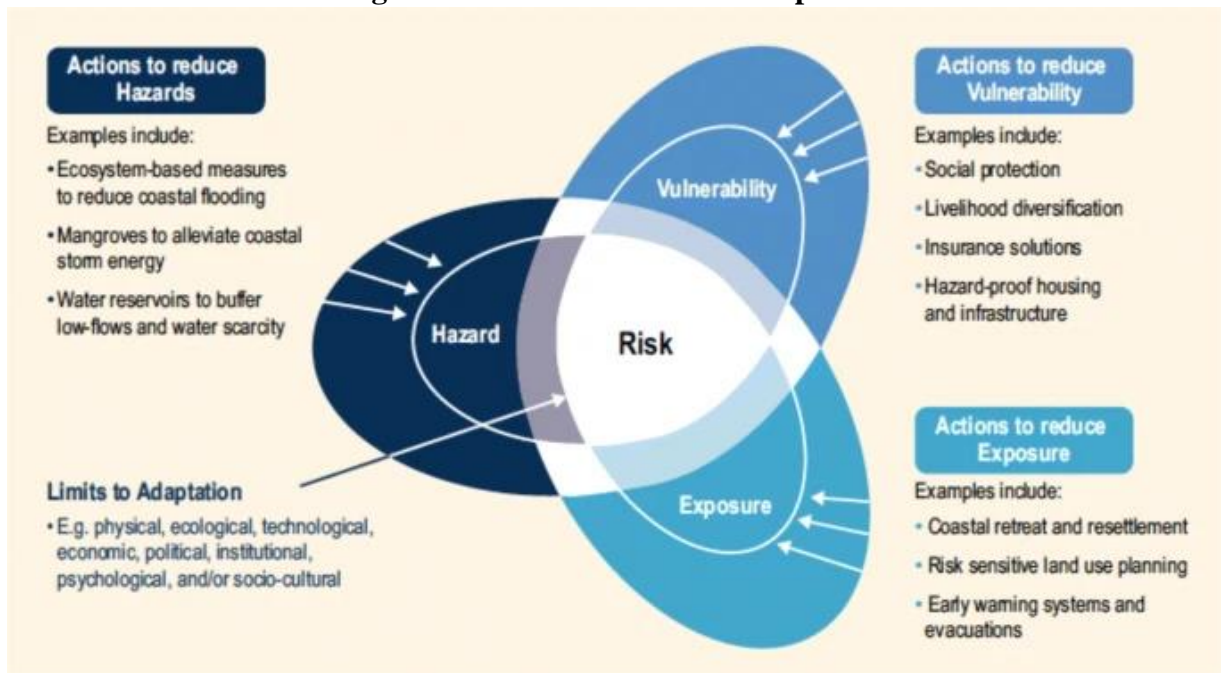 Actions to reduce
Hazards
Examples include:
• Ecosystem-based measures
to reduce coastal flooding
• Mangroves to alleviate coastal
storm energy
• Water reservoirs to buffer
low-flows and water scarcity
Limits to Adaptation
• E.g. physical, ecological, technological,
economic, political, institutional,
psychological, and/or socio-cultural
Vulnerability
Hazard
Risk
Exposure
Actions to reduce
Vulnerability
Examples include:
• Social protection
• Livelihood diversification
• Insurance solutions
• Hazard-proof housing
and infrastructure
Actions to reduce
Exposure
Examples include:
• Coastal retreat and resettlement
• Risk sensitive land use planning
• Early warning systems and
evacuations